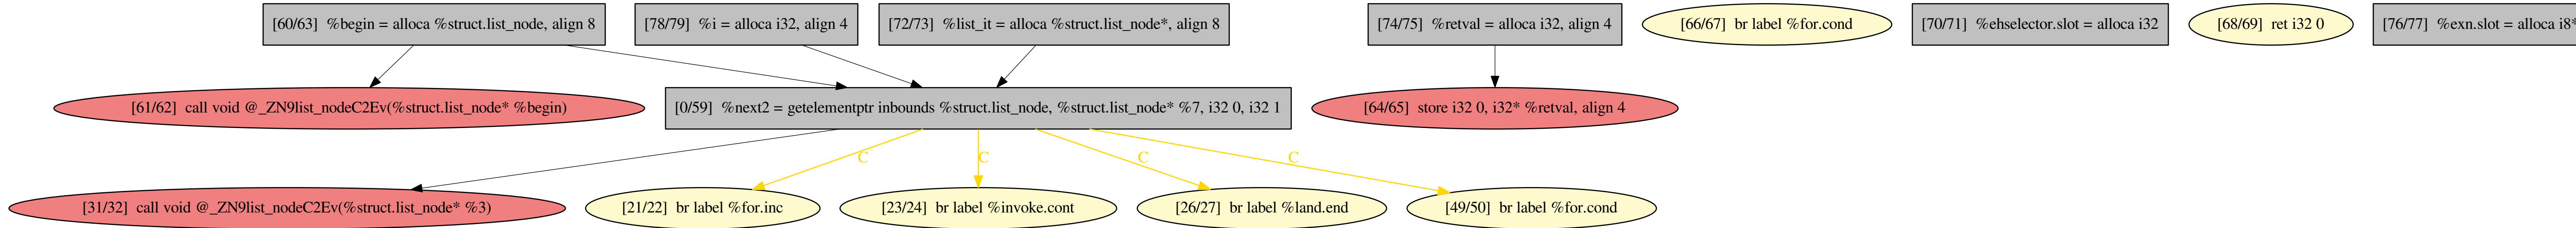 [60/63]  %begin = alloca %struct.list_node, align 8
[78/79]  %i = alloca i32, align 4
[72/73]  %list_it = alloca %struct.list_node*, align 8
[74/75]  %retval = alloca i32, align 4
[66/67]  br label %for.cond
[70/71]  %ehselector.slot = alloca i32
[68/69]  ret i32 0
[76/77]  %exn.slot = alloca i8*
[61/62]  call void @_ZN9list_nodeC2Ev(%struct.list_node* %begin)
[0/59]  %next2 = getelementptr inbounds %struct.list_node, %struct.list_node* %7, i32 0, i32 1
[64/65]  store i32 0, i32* %retval, align 4
C
C
C
C
[31/32]  call void @_ZN9list_nodeC2Ev(%struct.list_node* %3)
[21/22]  br label %for.inc
[23/24]  br label %invoke.cont
[26/27]  br label %land.end
[49/50]  br label %for.cond